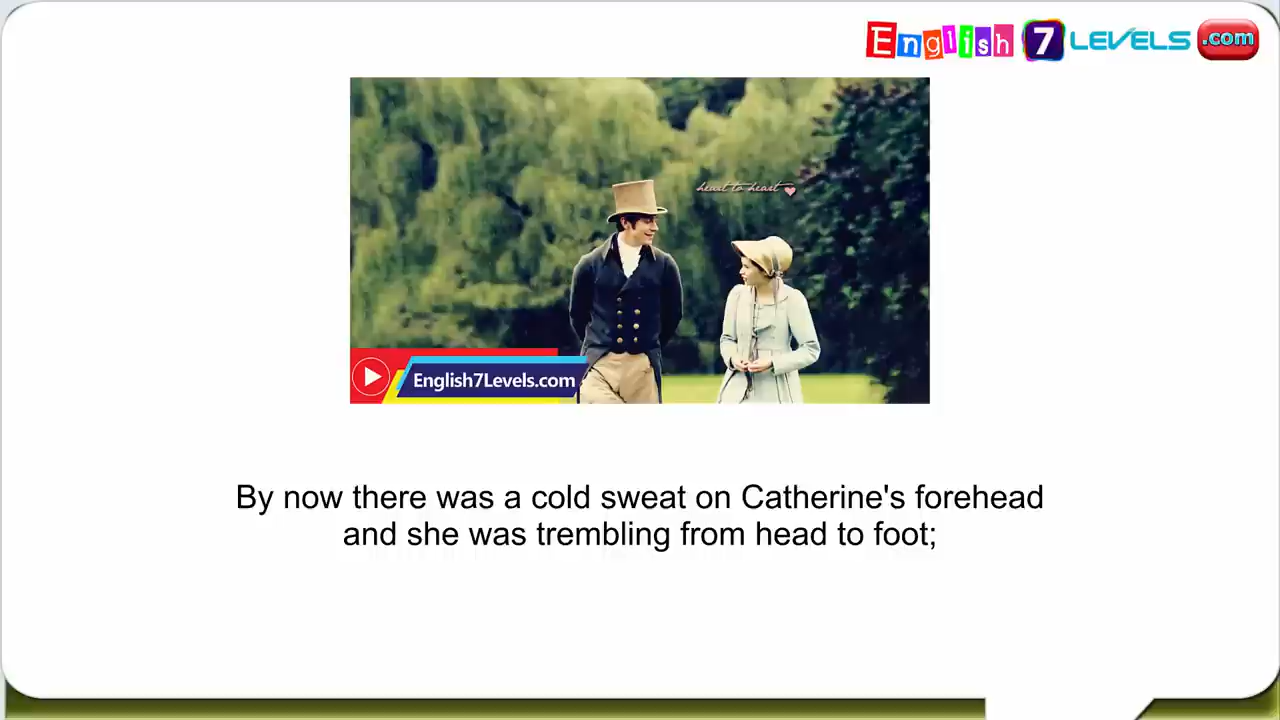 English 7 LEVELS .com
heart to heart
English7Levels.com
By now there was a cold sweat on Catherine's forehead
and she was trembling from head to foot;